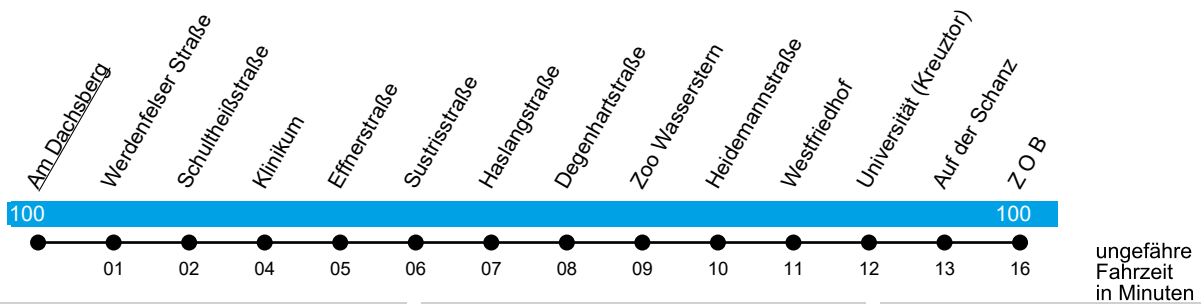 Am Dachsberg
Werdenfelser Straße
Schultheißstraße
Klinikum
Effnerstraße
Sustrisstraße
Haslangstraße
Degenhartstraße
Zoo Wasserstern
Heidemannstraße
Westfriedhof
Universität (Kreuztor)
Auf der Schanz
Z O B
100 100
01 02 04 05 06 07 08 09 10 11 12 13 16
ungefähre
Fahrzeit
in Minuten